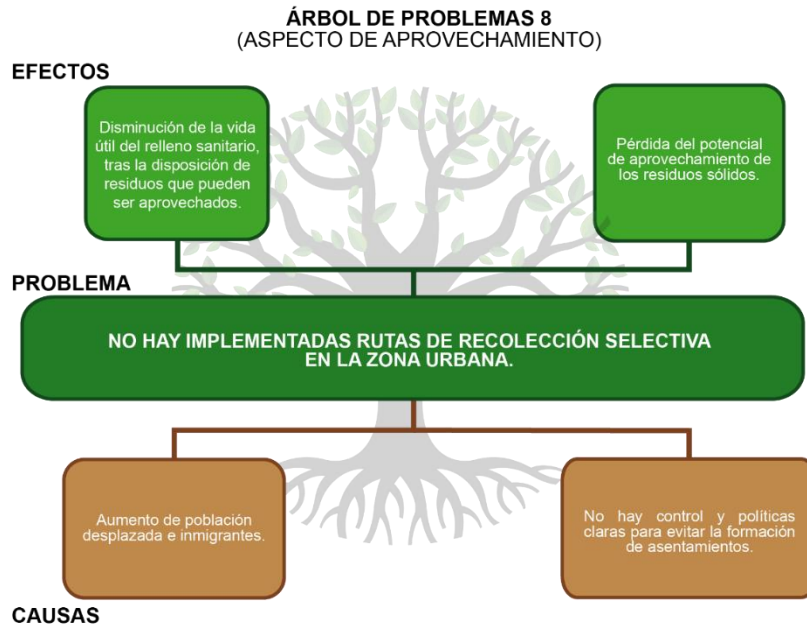 ÁRBOL DE PROBLEMAS 8
(ASPECTO DE APROVECHAMIENTO)
EFECTOS
Disminución de la vida
útil del relleno sanitario,
tras la disposición de
residuos que pueden
ser aprovechados.
Pérdida del potencial
de aprovechamiento de
los residuos sólidos.
PROBLEMA
NO HAY IMPLEMENTADAS RUTAS DE RECOLECCIÓN SELECTIVA
EN LA ZONA URBANA.
Aumento de población
desplazada e inmigrantes.
No hay control y políticas
claras para evitar la formación
de asentamientos.
CAUSAS